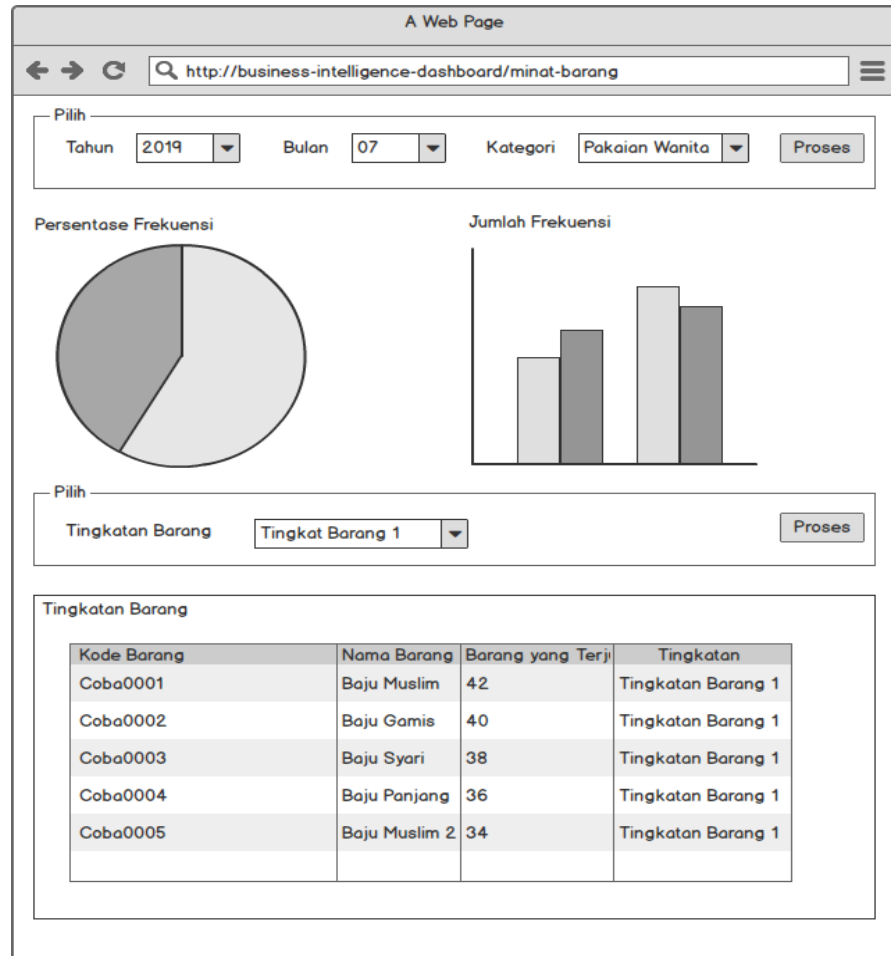 A Web Page
http://business-intelligence-dashboard/minat-barang
Pilih
Tahun 2019 Bulan 07 Kategori Pakaian Wanita Proses
Persentase Frekuensi Jumlah Frekuensi
Pilih
Tingkatan Barang Tingkat Barang 1 Proses
Tingkatan Barang
Kode Barang Nama Barang Barang yang Terj Tingkatan
Coba0001 Baju Muslim 42 Tingkatan Barang 1
Coba0002 Baju Gamis 40 Tingkatan Barang 1
Coba0003 Baju Syari 38 Tingkatan Barang 1
Coba0004 Baju Panjang 36 Tingkatan Barang 1
Coba0005 Baju Muslim 2 34 Tingkatan Barang 1